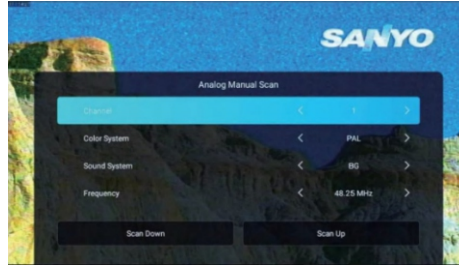 SANYO
Analog Manual Scan
Channel < 1 >
Color System < PAL >
Sound System < BG >
Frequency < 48.25 MHz >
Scan Down Scan Up